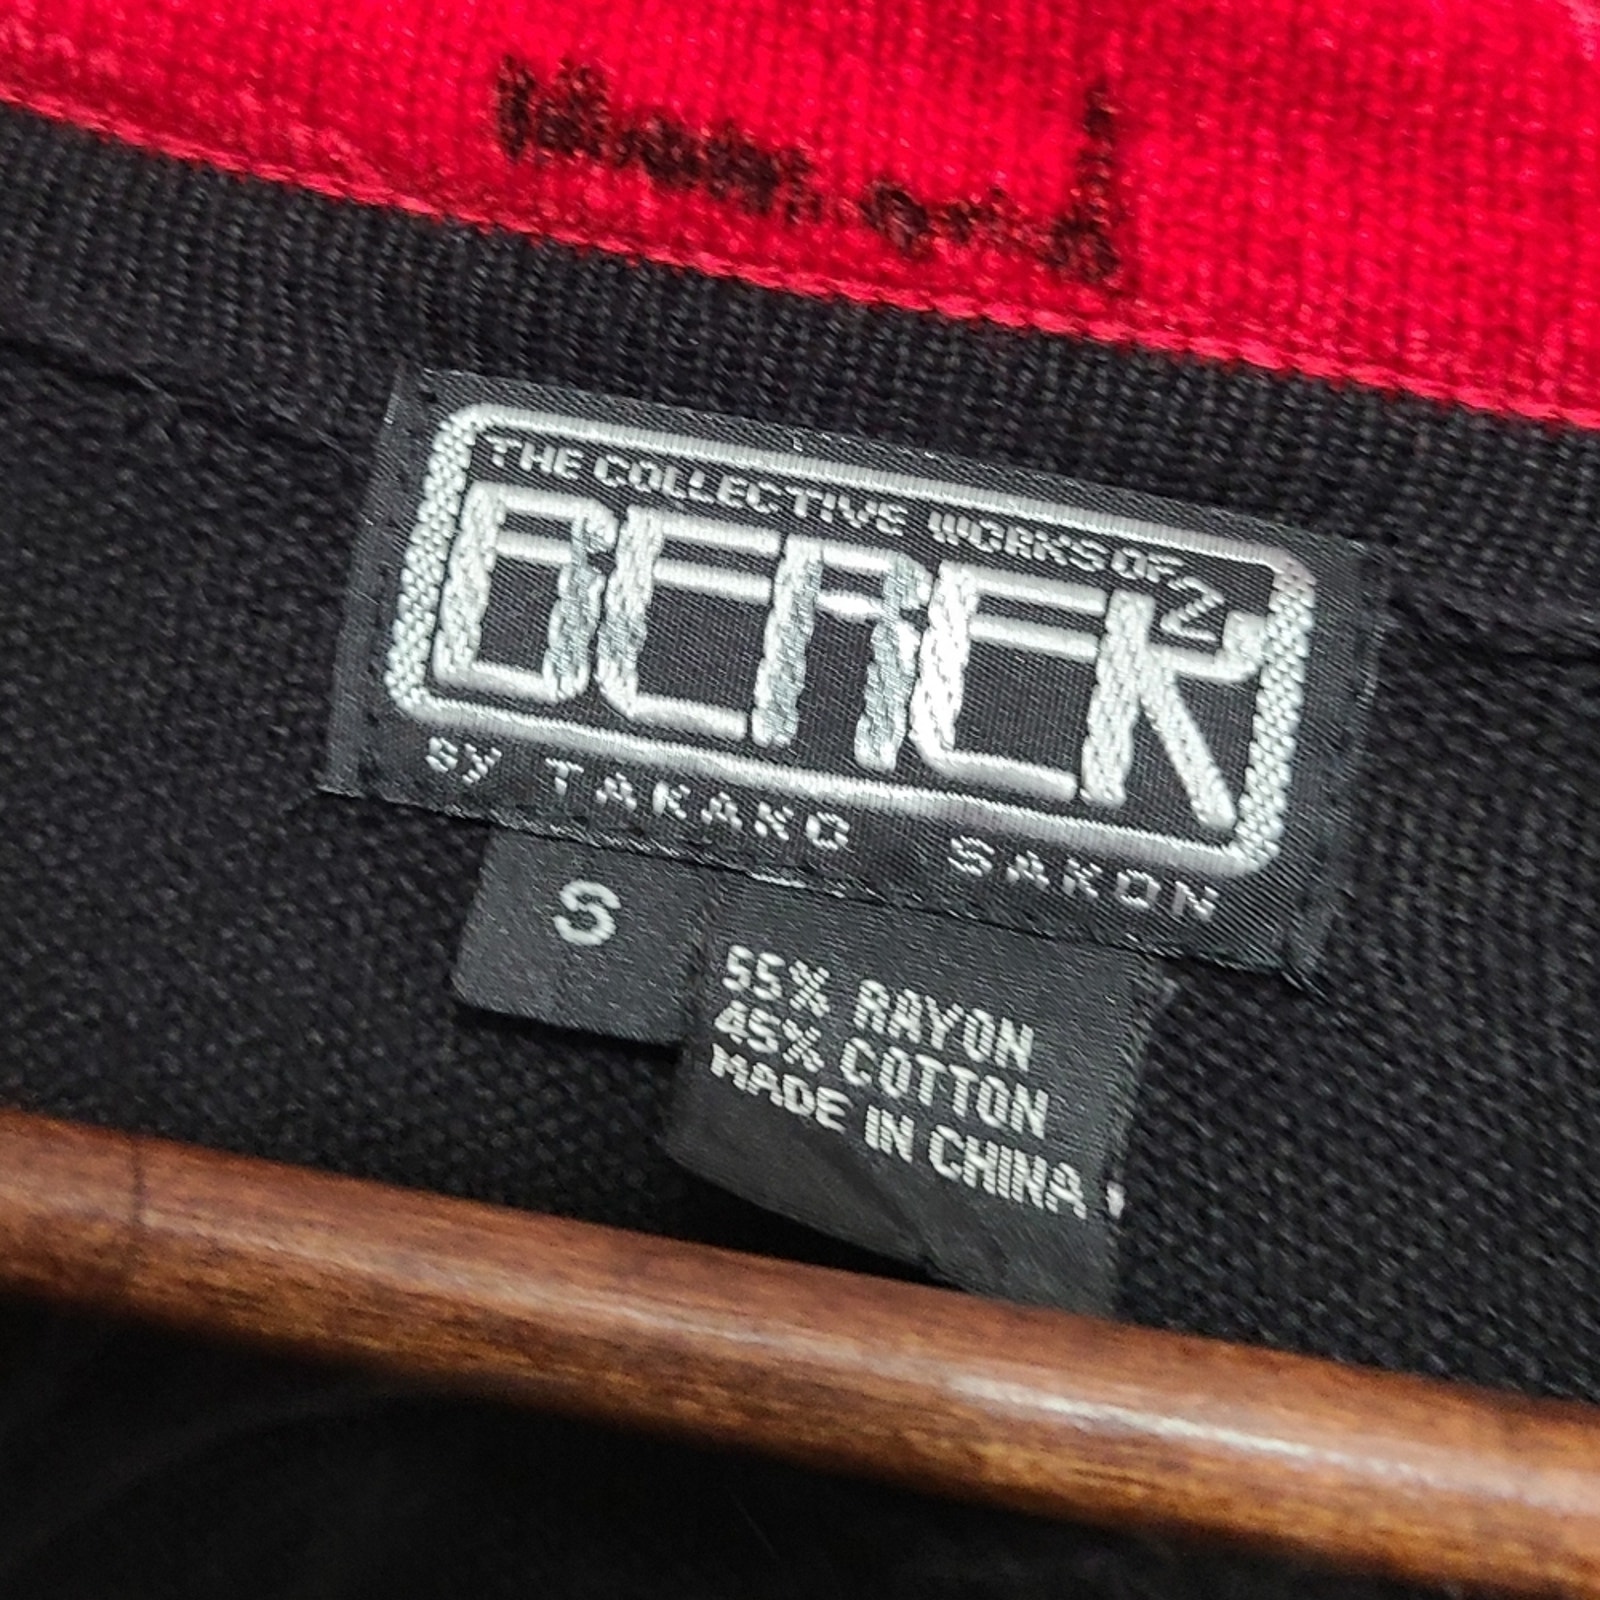 THE COLLECTIVE WORKS OF
BEREK 2
BY TAKAKO SAKON
S
55% RAYON
45% COTTON
MADE IN CHINA